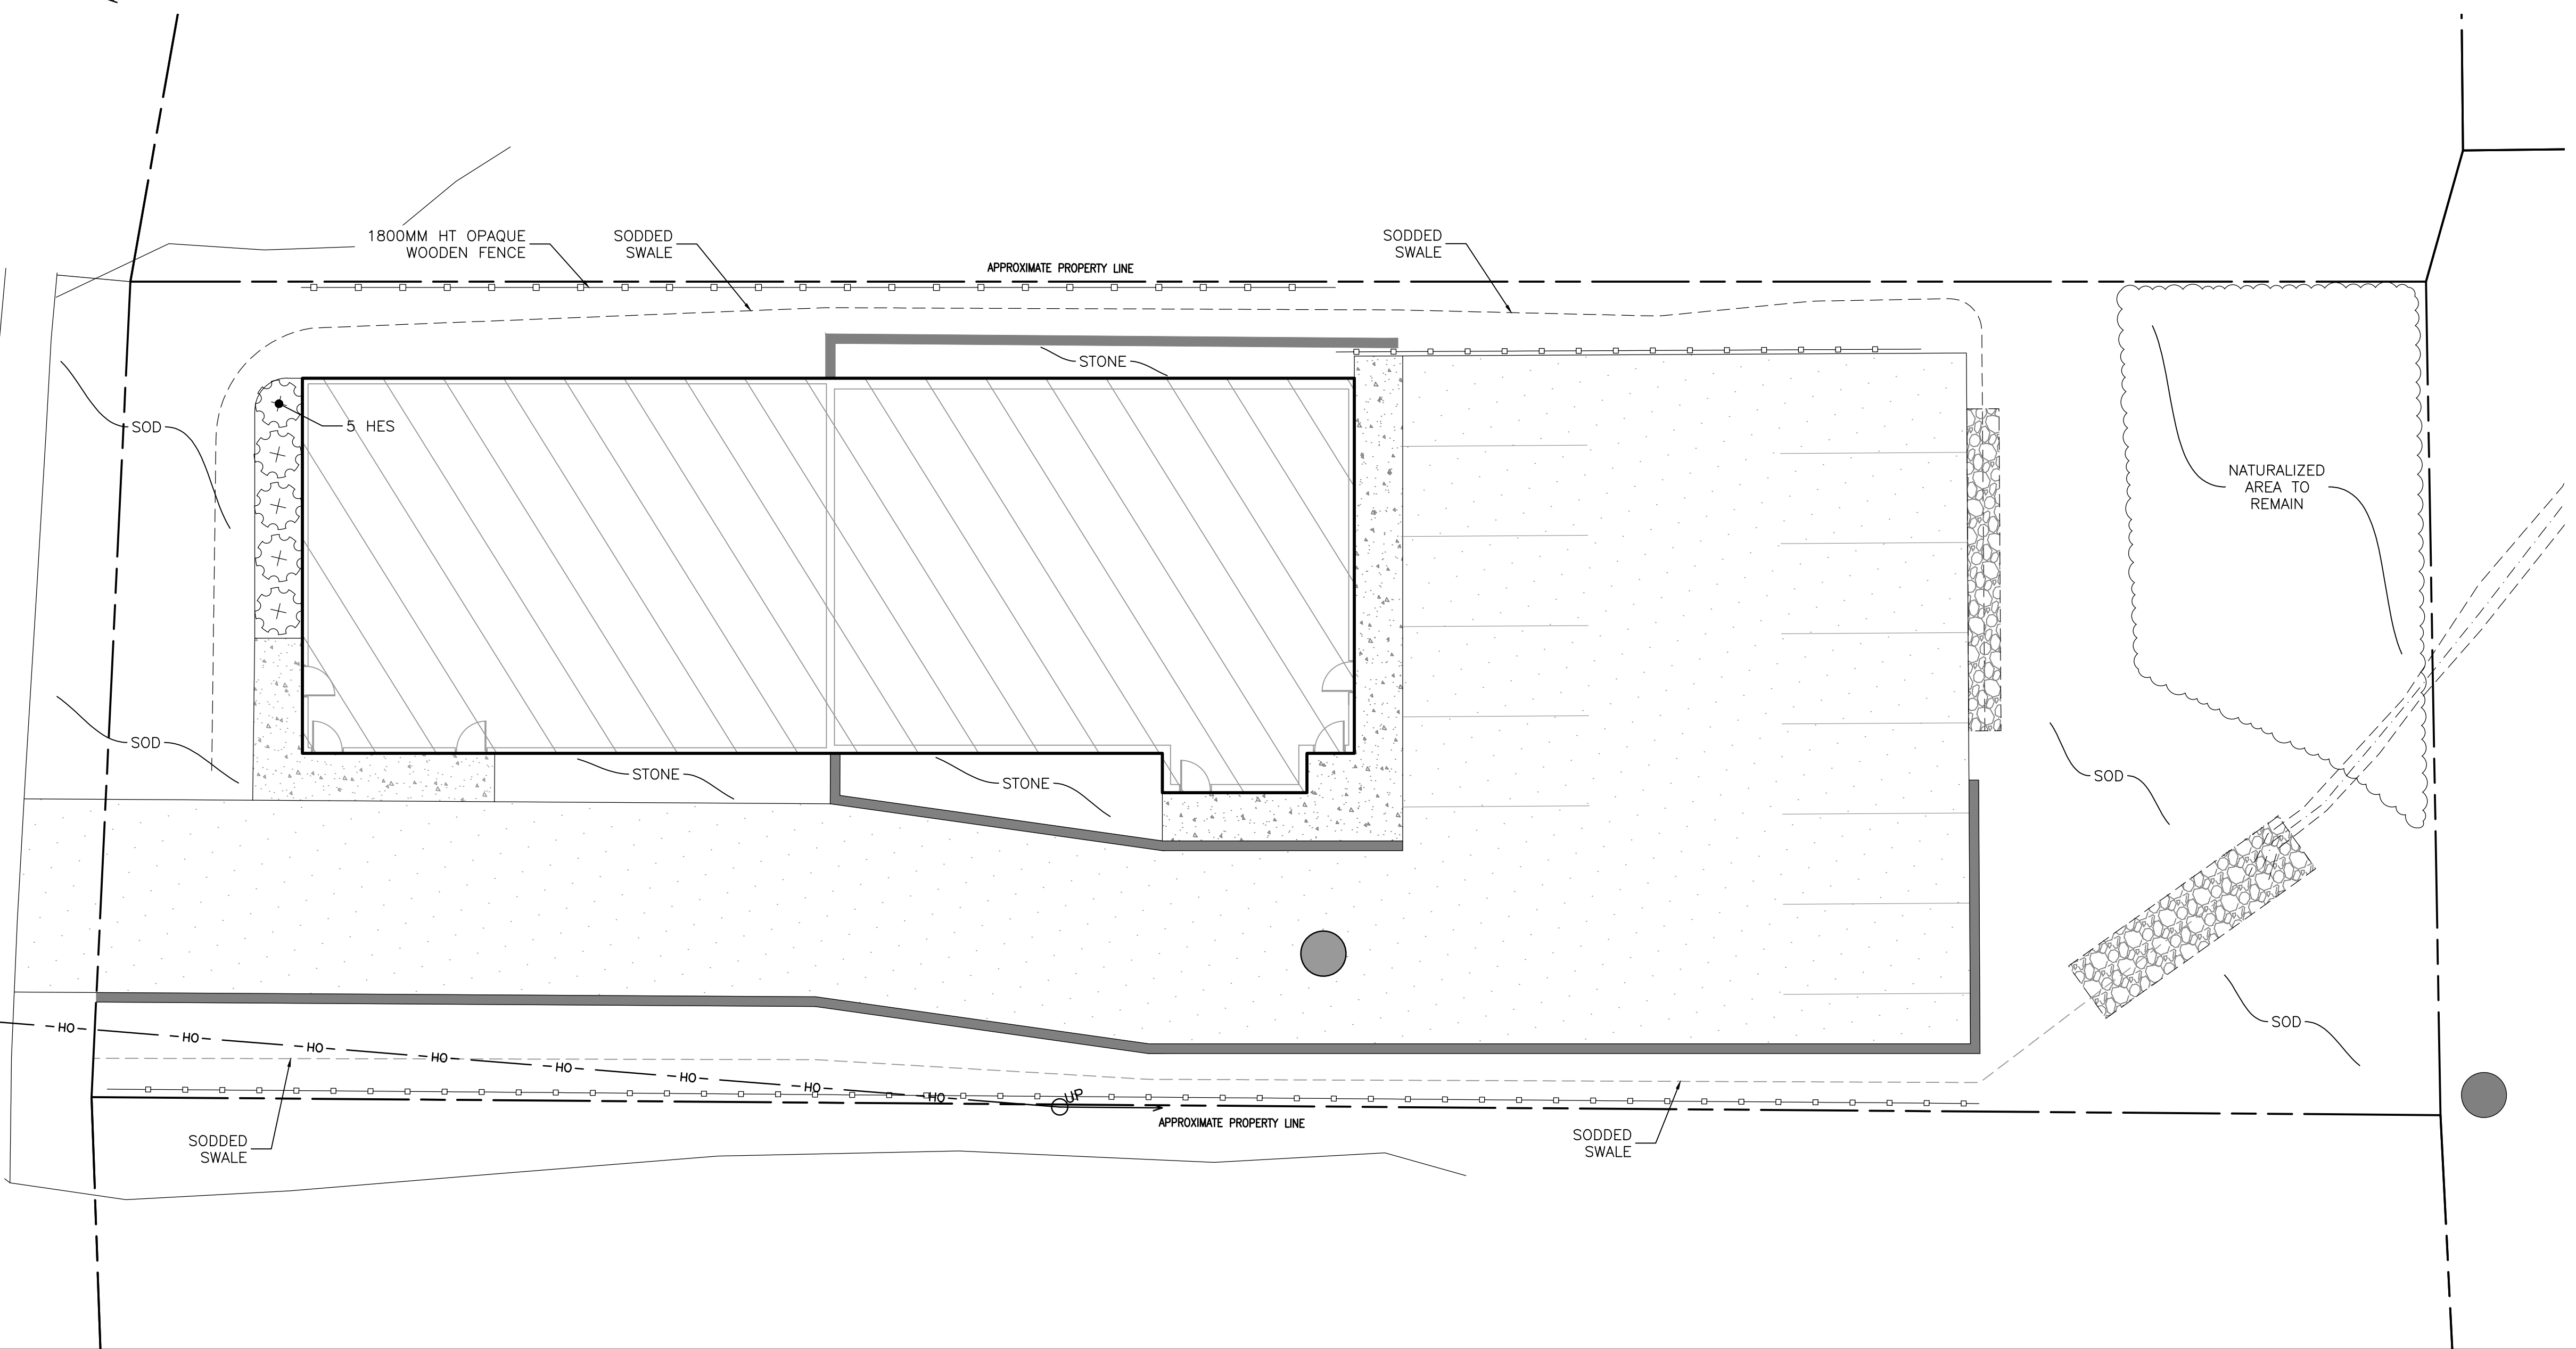 1800MM HT OPAQUE
WOODEN FENCE
SODDED
SWALE
SODDED
SWALE
APPROXIMATE PROPERTY LINE
STONE
SOD
5 HES
NATURALIZED
AREA TO
REMAIN
SOD
STONE
STONE
SOD
SOD
HO
HO
HO
HO
HO
HO
HO
HO
UP
APPROXIMATE PROPERTY LINE
SODDED
SWALE
SODDED
SWALE